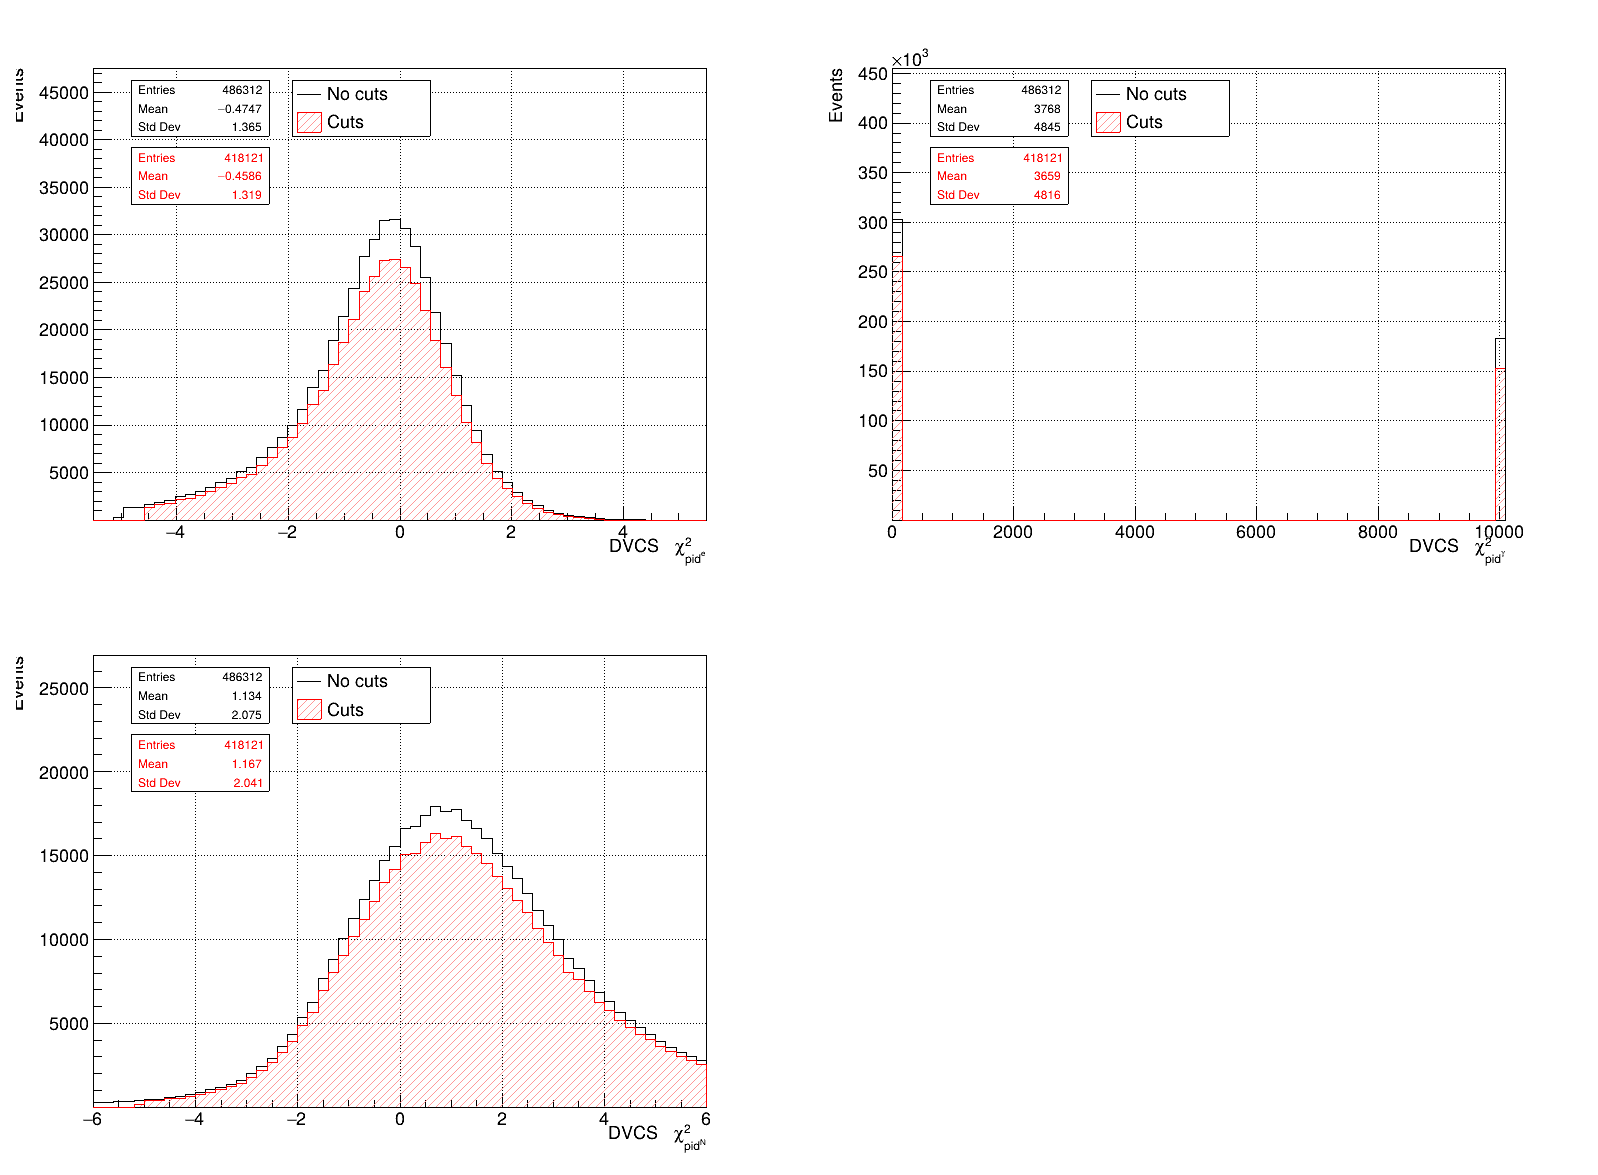 Events
45000
40000
35000
30000
25000
20000
15000
10000
5000
Entries 486312
Mean −0.4747
Std Dev 1.365
Entries 418121
Mean −0.4586
Std Dev 1.319
No cuts
Cuts
−4 −2 0 2 4
DVCS χ²pidᵉ
×10³
Events
450
400
350
300
250
200
150
100
50
Entries 486312
Mean 3768
Std Dev 4845
Entries 418121
Mean 3659
Std Dev 4816
No cuts
Cuts
0 2000 4000 6000 8000 10000
DVCS χ²pidᵞ
Events
25000
20000
15000
10000
5000
Entries 486312
Mean 1.134
Std Dev 2.075
Entries 418121
Mean 1.167
Std Dev 2.041
No cuts
Cuts
−6 −4 −2 0 2 4 6
DVCS χ²pidᴺ